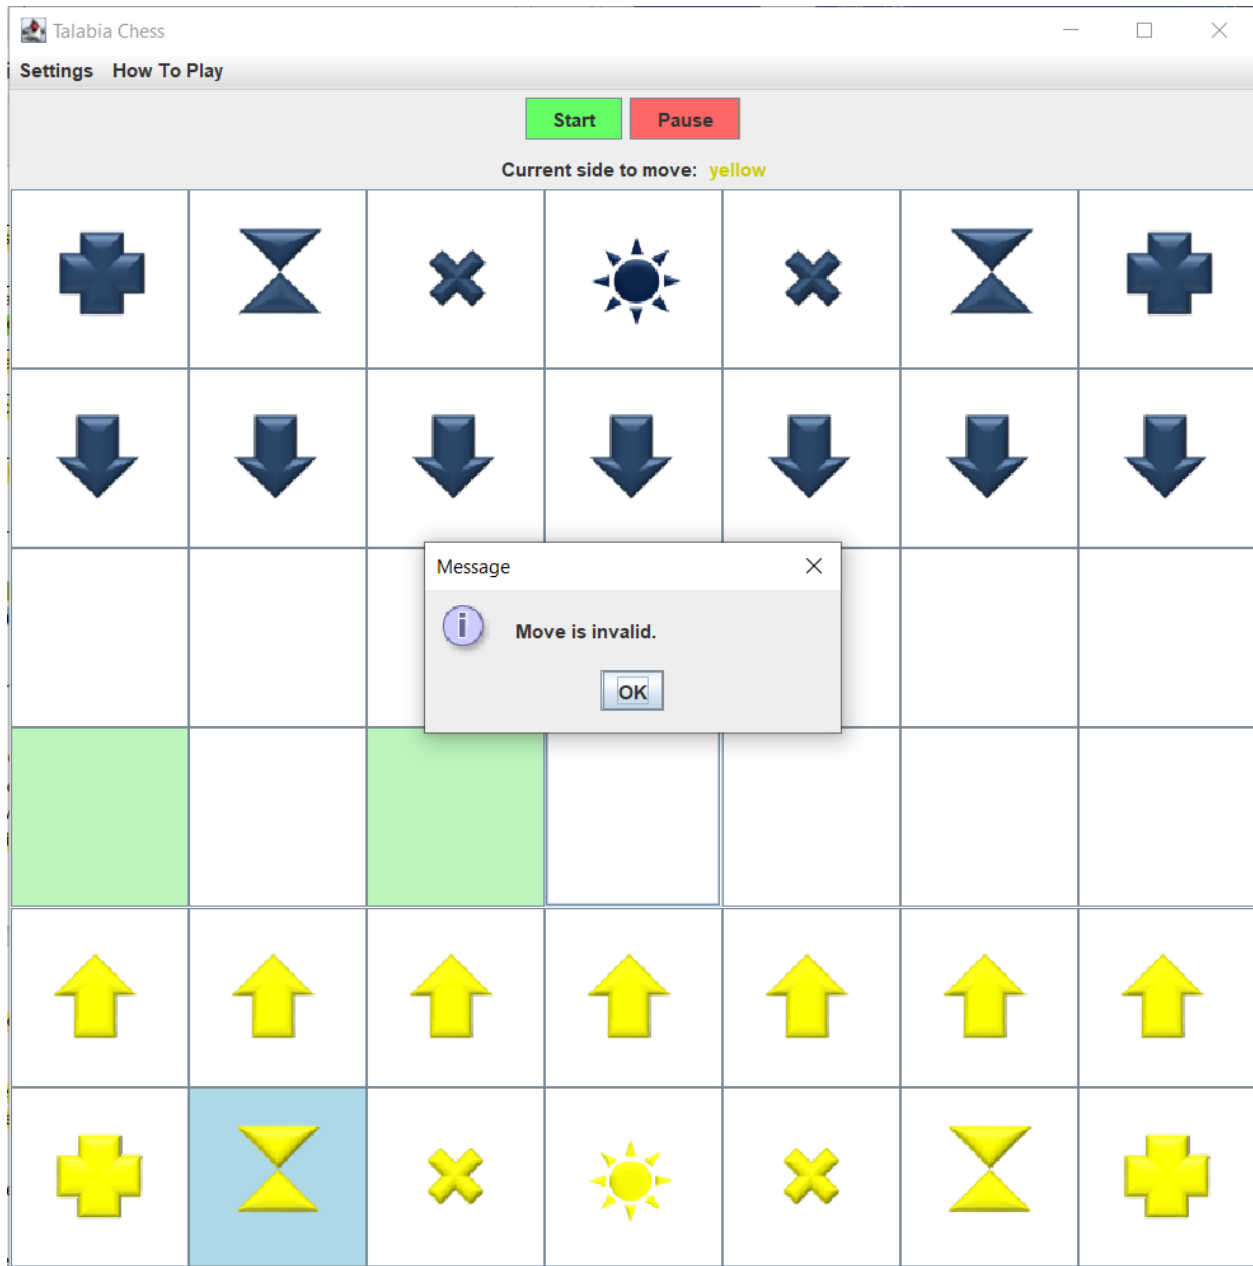 Talabia Chess
Settings How To Play
Start Pause
Current side to move: yellow
Message
i Move is invalid.
OK